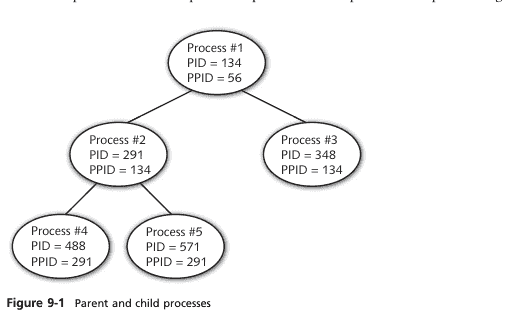 Process #1
PID = 134
PPID = 56
Process #2
PID = 291
PPID = 134
Process #3
PID = 348
PPID = 134
Process #4
PID = 488
PPID = 291
Process #5
PID = 571
PPID = 291
Figure 9-1 Parent and child processes